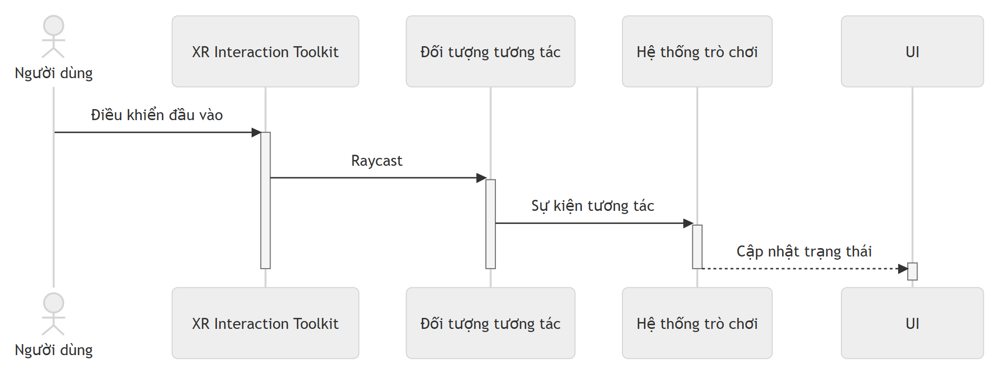 Người dùng
XR Interaction Toolkit
Đối tượng tương tác
Hệ thống trò chơi
UI
Điều khiển đầu vào
Raycast
Sự kiện tương tác
Cập nhật trạng thái
Người dùng
XR Interaction Toolkit
Đối tượng tương tác
Hệ thống trò chơi
UI